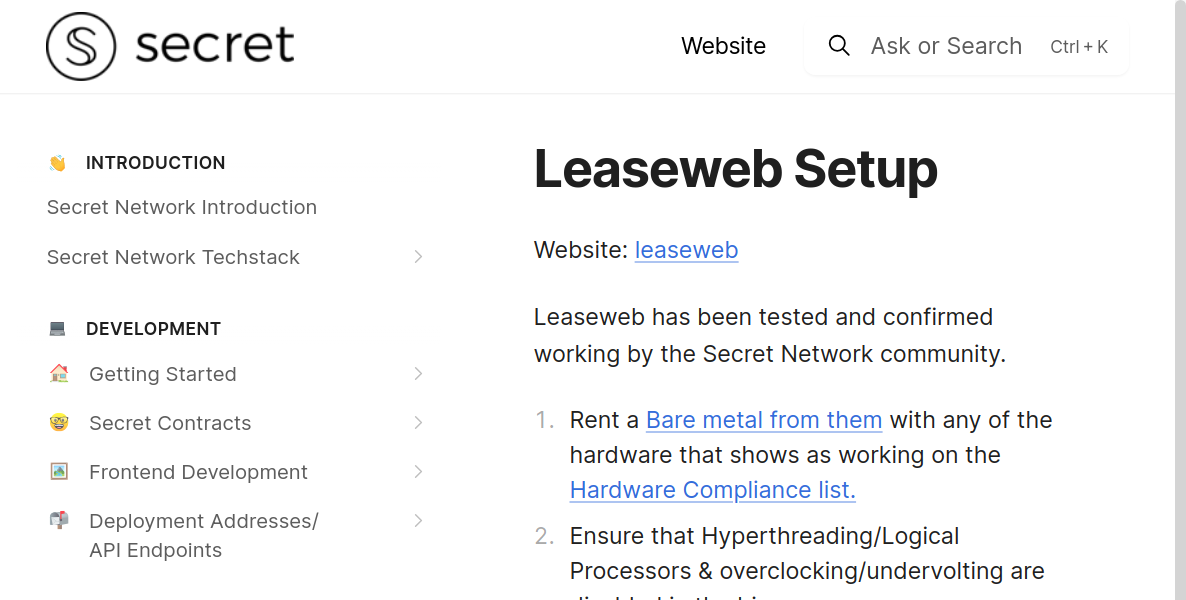 secret
Website
Ask or Search
Ctrl + K
INTRODUCTION
Secret Network Introduction
Secret Network Techstack
DEVELOPMENT
Getting Started
Secret Contracts
Frontend Development
Deployment Addresses/
API Endpoints
Leaseweb Setup
Website: leaseweb
Leaseweb has been tested and confirmed
working by the Secret Network community.
1. Rent a Bare metal from them with any of the
hardware that shows as working on the
Hardware Compliance list.
2. Ensure that Hyperthreading/Logical
Processors & overclocking/undervolting are